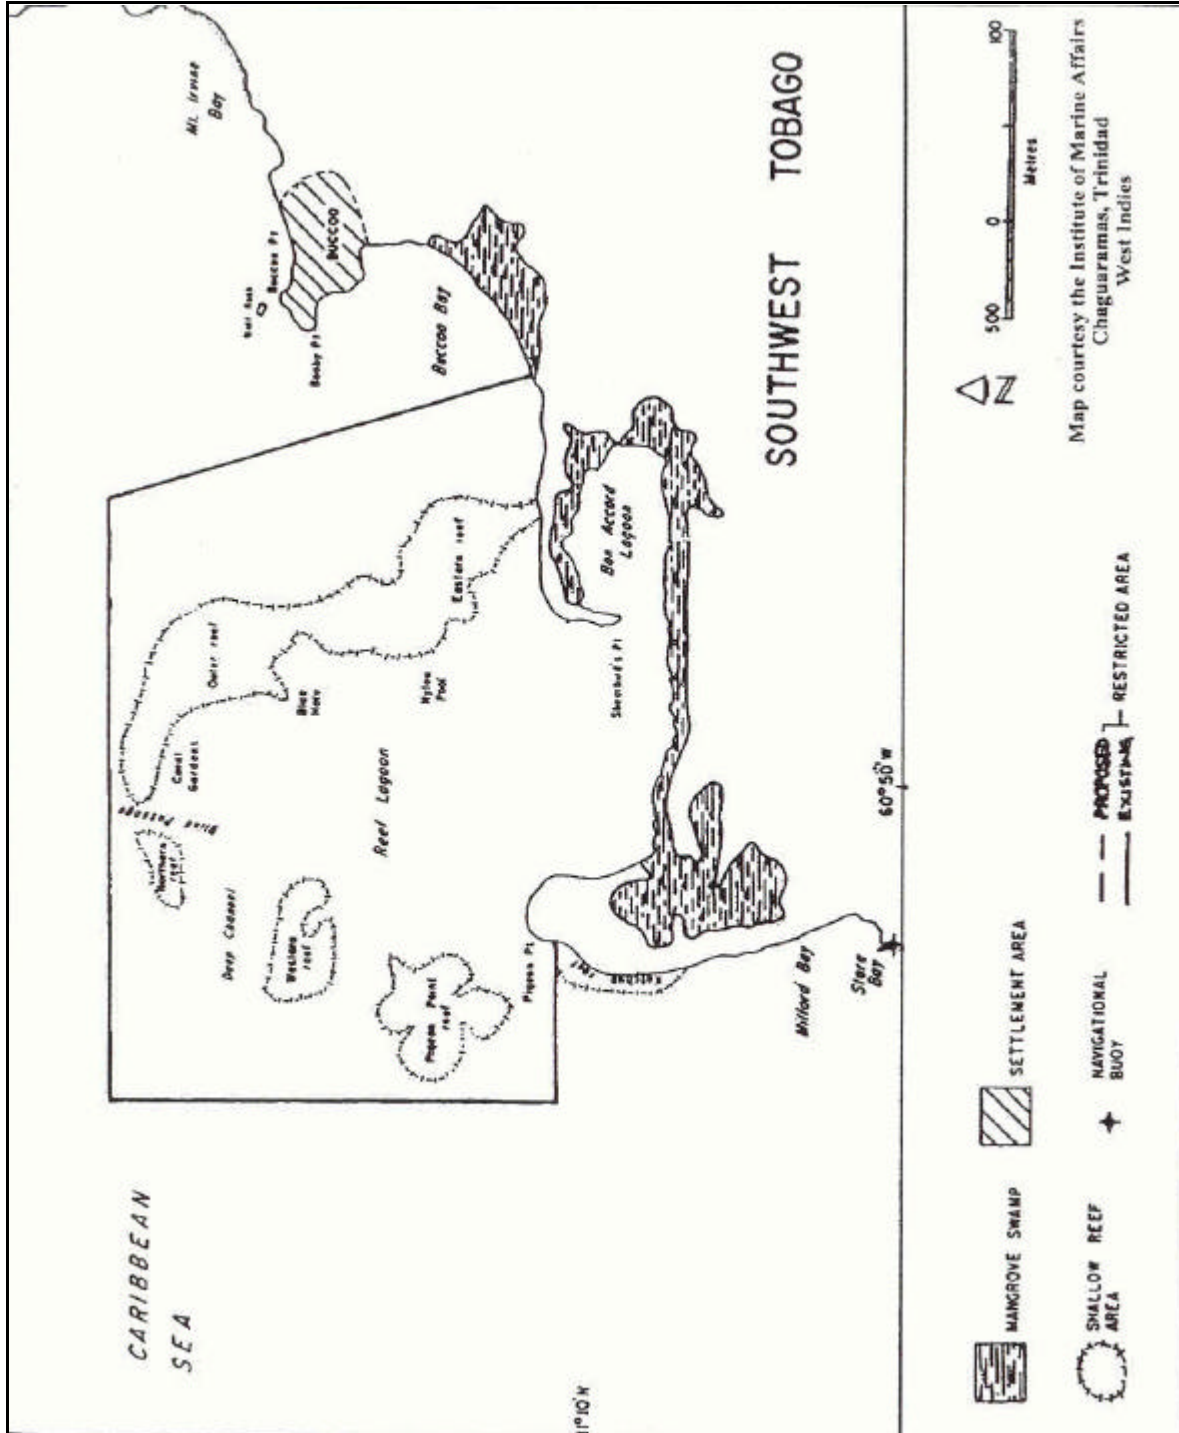 CARIBBEAN
SEA
Mt. Irvine
Bay
Buccoo Pt
BUCCOO
Booby Pt
Buccoo Bay
Outer reef
Coral
Gardens
Northern
reef
Deep Channel
Western
reef
Reef Lagoon
Nylon
Pool
Eastern reef
Pigeon Point
reef
Pigeon Pt
Bon Accord
Lagoon
Milford Bay
Store
Bay
11°10'N
60°50'W
SOUTHWEST TOBAGO
MANGROVE SWAMP
SETTLEMENT AREA
SHALLOW REEF
AREA
NAVIGATIONAL
BUOY
PROPOSED
EXISTING
RESTRICTED AREA
N
500 0 100
Metres
Map courtesy the Institute of Marine Affairs
Chaguaramas, Trinidad
West Indies